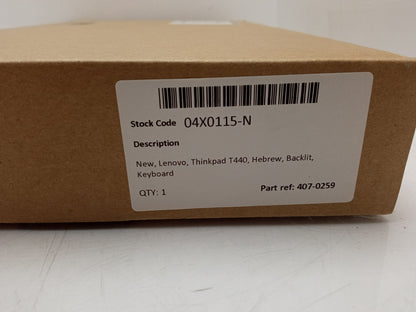 Stock Code 04X0115-N
Description
New, Lenovo, Thinkpad T440, Hebrew, Backlit,
Keyboard
QTY: 1 Part ref: 407-0259